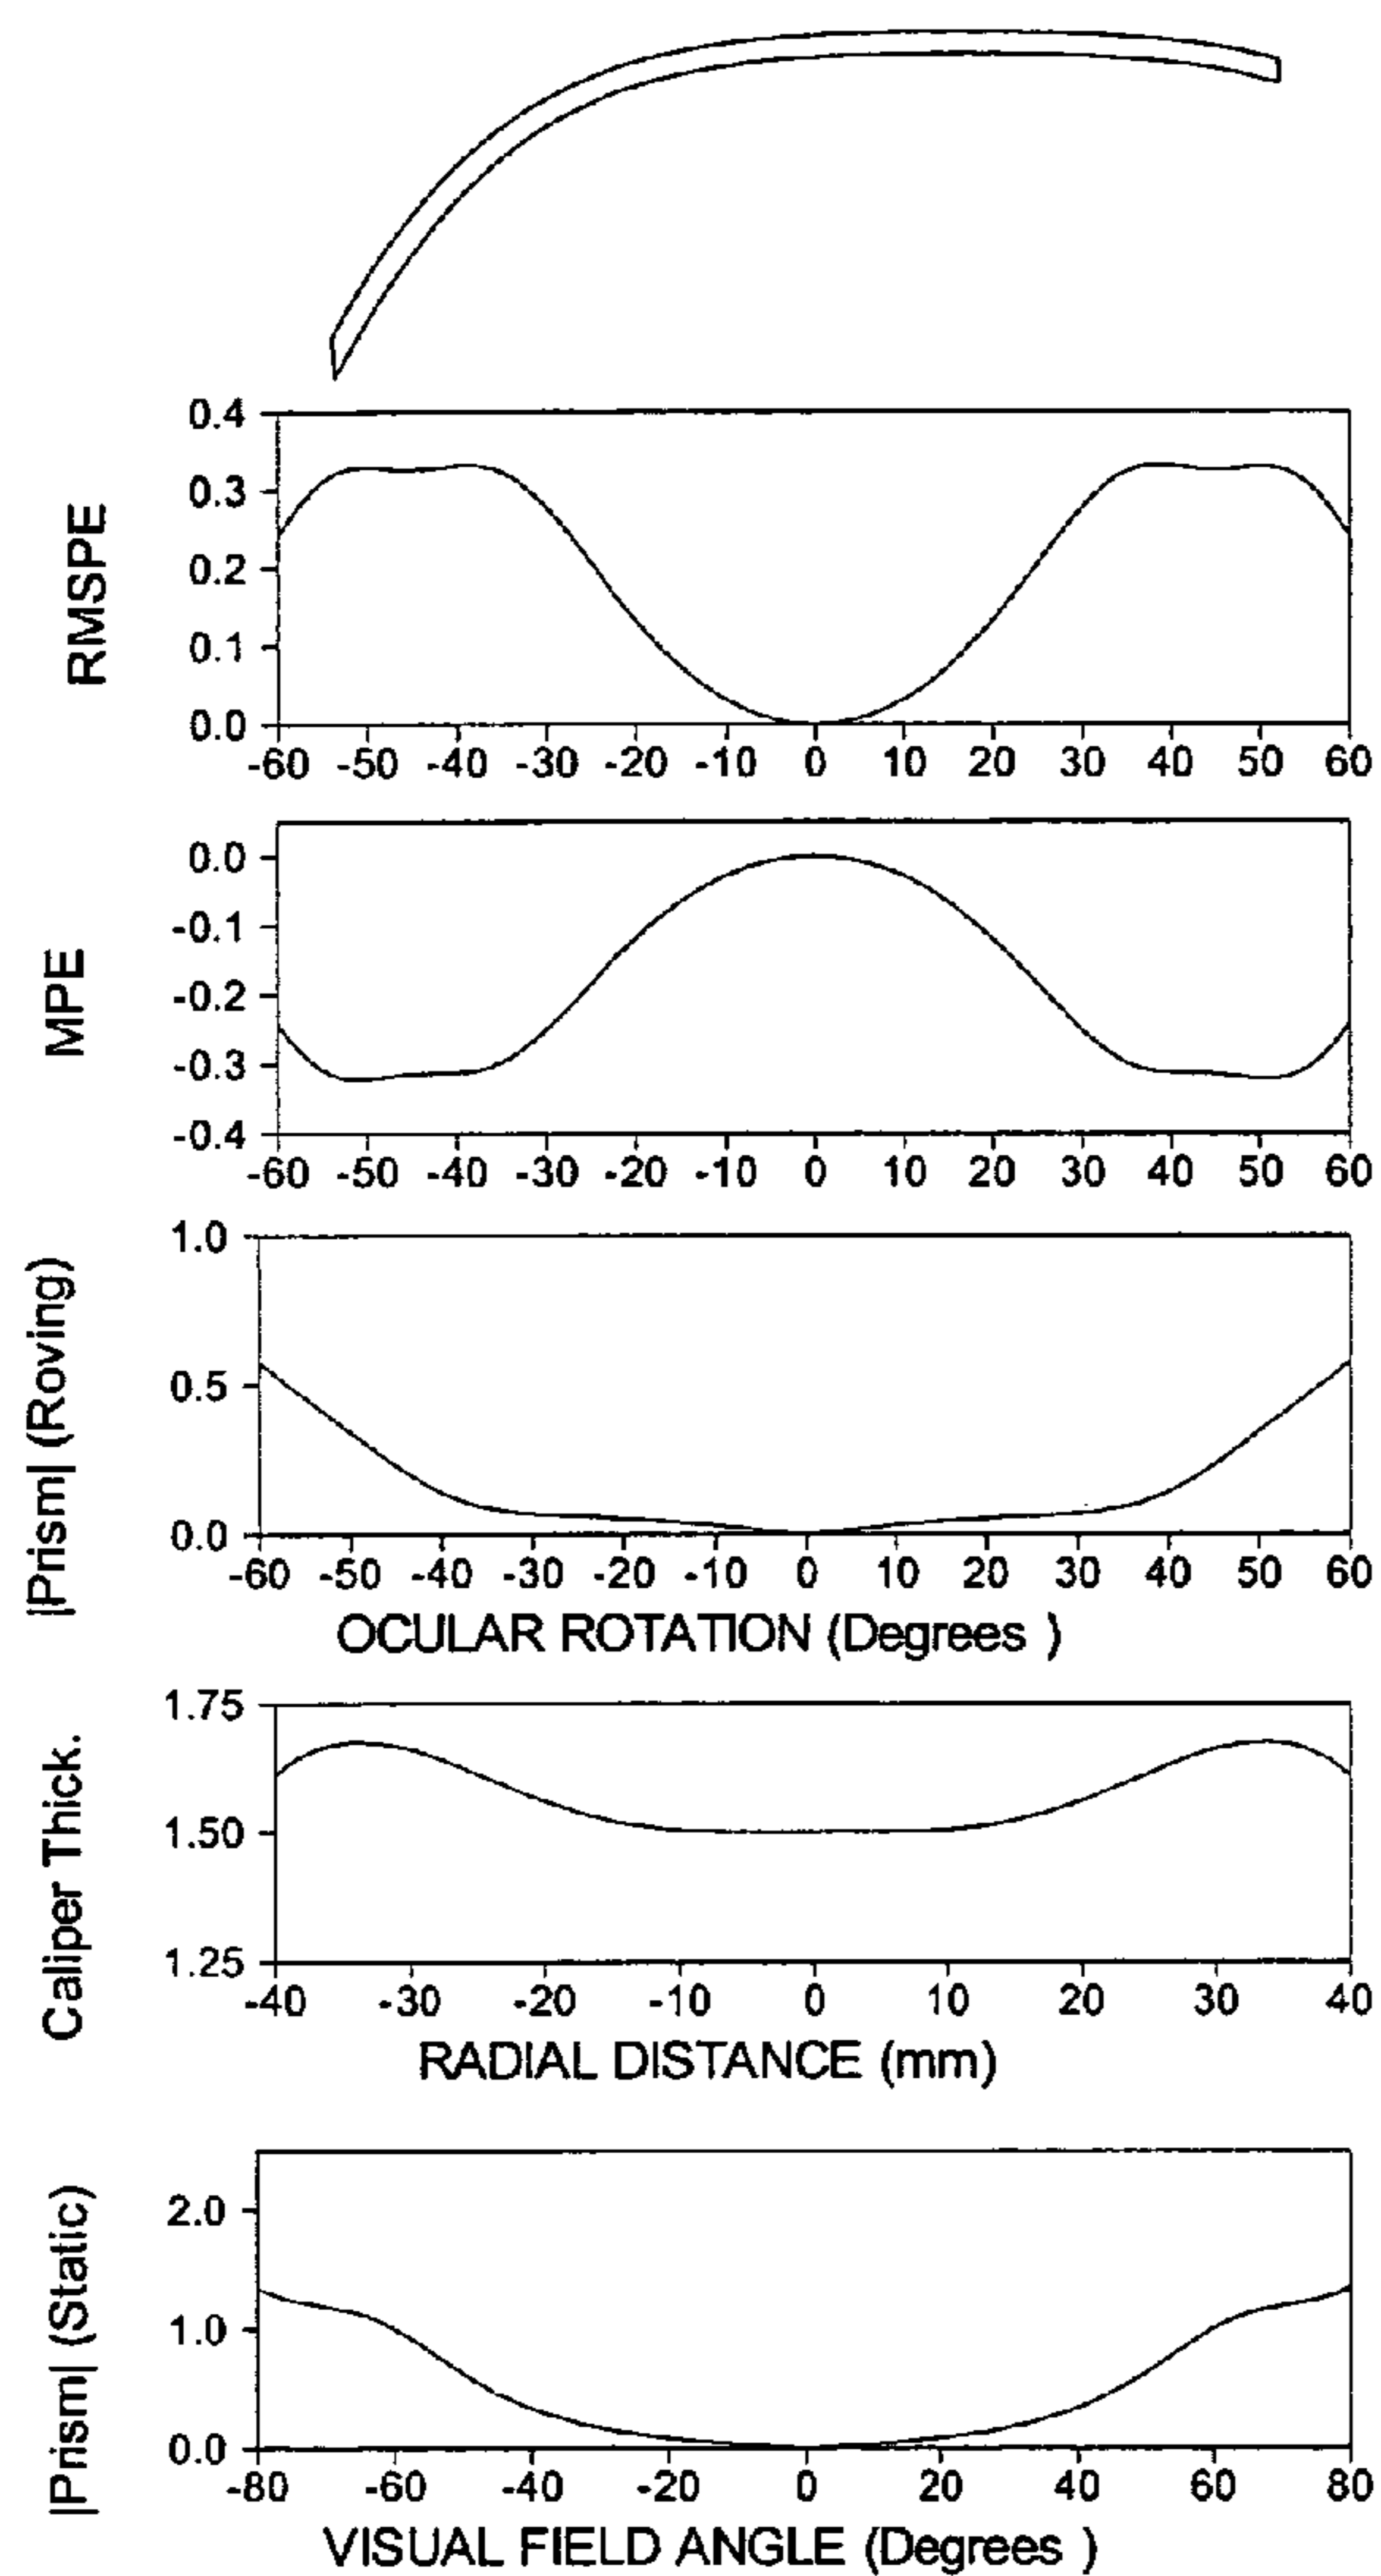 RMSPE
0.4
0.3
0.2
0.1
0.0
-60 -50 -40 -30 -20 -10 0 10 20 30 40 50 60
MPE
0.0
-0.1
-0.2
-0.3
-0.4
-60 -50 -40 -30 -20 -10 0 10 20 30 40 50 60
|Prism| (Roving)
1.0
0.5
0.0
-60 -50 -40 -30 -20 -10 0 10 20 30 40 50 60
OCULAR ROTATION (Degrees )
Caliper Thick.
1.75
1.50
1.25
-40 -30 -20 -10 0 10 20 30 40
RADIAL DISTANCE (mm)
|Prism| (Static)
2.0
1.0
0.0
-80 -60 -40 -20 0 20 40 60 80
VISUAL FIELD ANGLE (Degrees )